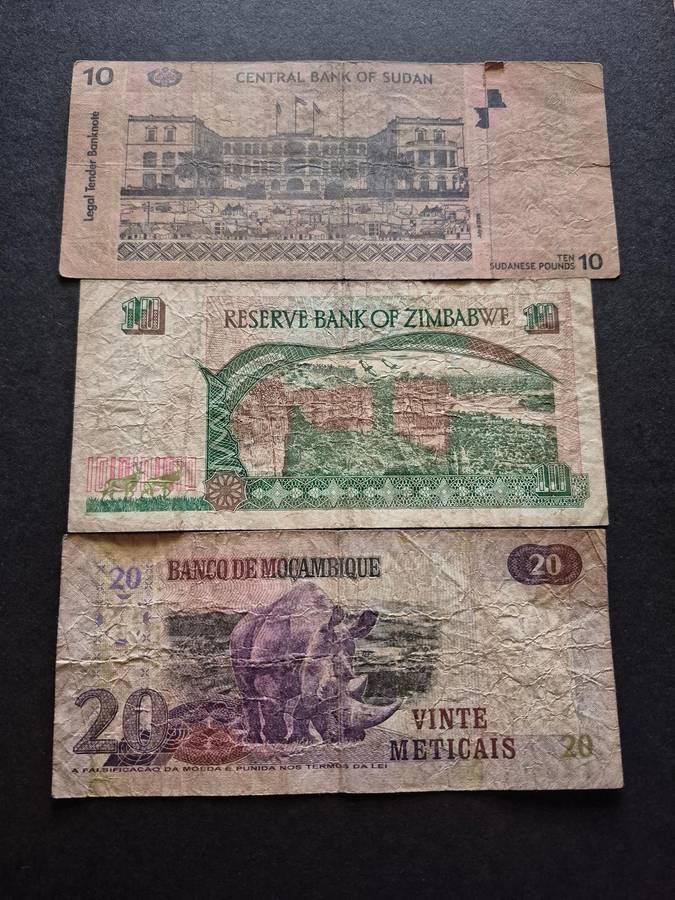 10
CENTRAL BANK OF SUDAN
Legal Tender Banknote
TEN
SUDANESE POUNDS 10
10
RESERVE BANK OF ZIMBABWE
10
10
20
BANCO DE MOÇAMBIQUE
20
20
VINTE
METICAIS
20
A FALSIFICAÇÃO DA MOEDA É PUNIDA NOS TERMOS DA LEI